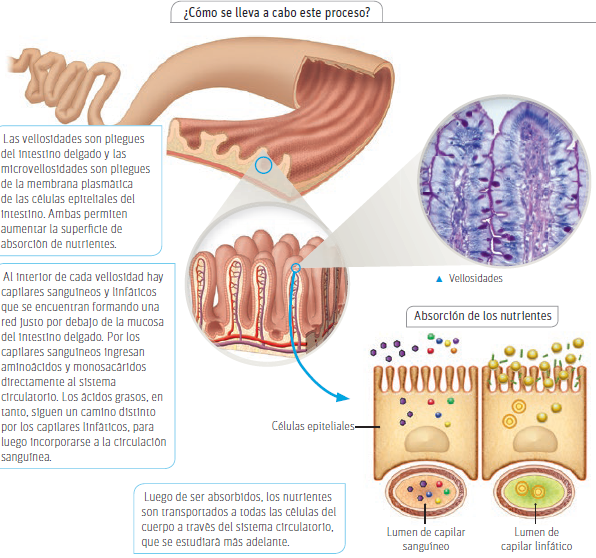 ¿Cómo se lleva a cabo este proceso?
Las vellosidades son pliegues
del intestino delgado y las
microvellosidades son pliegues
de la membrana plasmática
de las células epiteliales del
intestino. Ambas permiten
aumentar la superficie de
absorción de nutrientes.
Vellosidades
Al interior de cada vellosidad hay
capilares sanguíneos y linfáticos
que se encuentran formando una
red justo por debajo de la mucosa
del intestino delgado. Por los
capilares sanguíneos ingresan
aminoácidos y monosacáridos
directamente al sistema
circulatorio. Los ácidos grasos, en
tanto, siguen un camino distinto
por los capilares linfáticos, para
luego incorporarse a la circulación
sanguínea.
Absorción de los nutrientes
Células epiteliales
Luego de ser absorbidos, los nutrientes
son transportados a todas las células del
cuerpo a través del sistema circulatorio,
que se estudiará más adelante.
Lumen de capilar
sanguíneo
Lumen de
capilar linfático